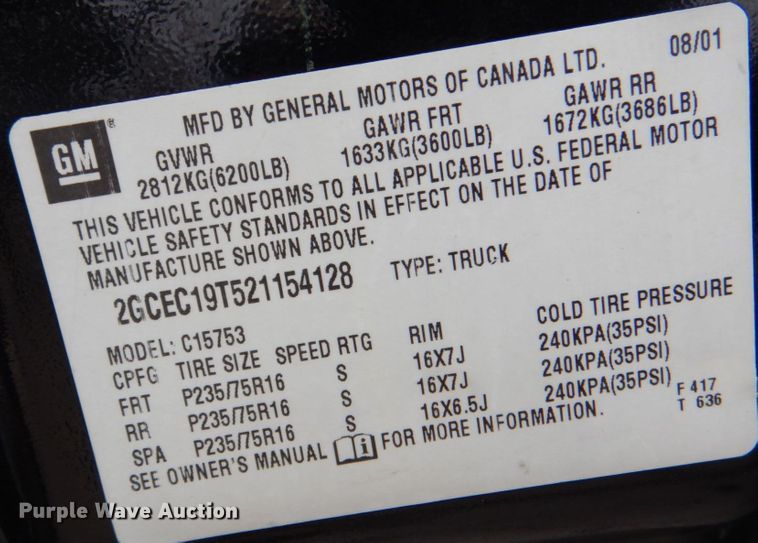 MFD BY GENERAL MOTORS OF CANADA LTD. 08/01
GM ®
GVWR GAWR FRT GAWR RR
2812KG(6200LB) 1633KG(3600LB) 1672KG(3686LB)
THIS VEHICLE CONFORMS TO ALL APPLICABLE U.S. FEDERAL MOTOR
VEHICLE SAFETY STANDARDS IN EFFECT ON THE DATE OF
MANUFACTURE SHOWN ABOVE.
2GCEC19T521154128 TYPE: TRUCK
MODEL: C15753
CPFG TIRE SIZE SPEED RTG RIM COLD TIRE PRESSURE
FRT P235/75R16 S 16X7J 240KPA(35PSI)
RR P235/75R16 S 16X7J 240KPA(35PSI)
SPA P235/75R16 S 16X6.5J 240KPA(35PSI)
SEE OWNER'S MANUAL i FOR MORE INFORMATION.
F 417
T 636
Purple Wave Auction